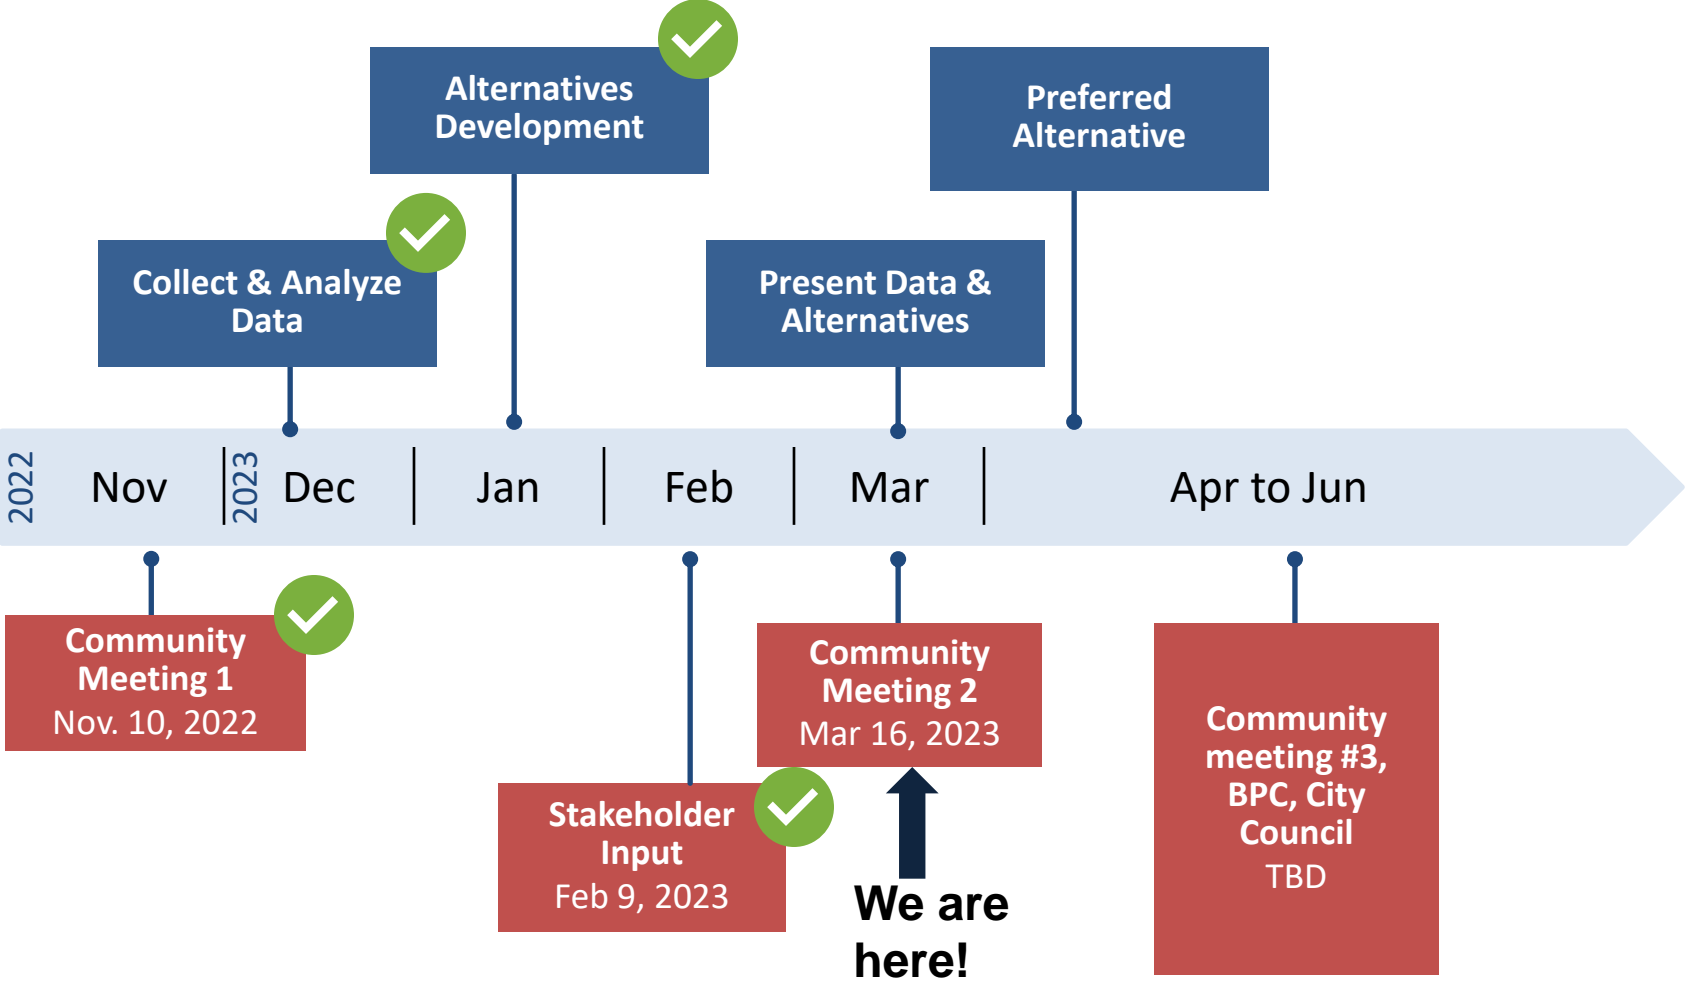 Alternatives
Development
Preferred
Alternative
Collect & Analyze
Data
Present Data &
Alternatives
2022
Nov
2023
Dec
Jan
Feb
Mar
Apr to Jun
Community
Meeting 1
Nov. 10, 2022
Stakeholder
Input
Feb 9, 2023
Community
Meeting 2
Mar 16, 2023
We are
here!
Community
meeting #3,
BPC, City
Council
TBD